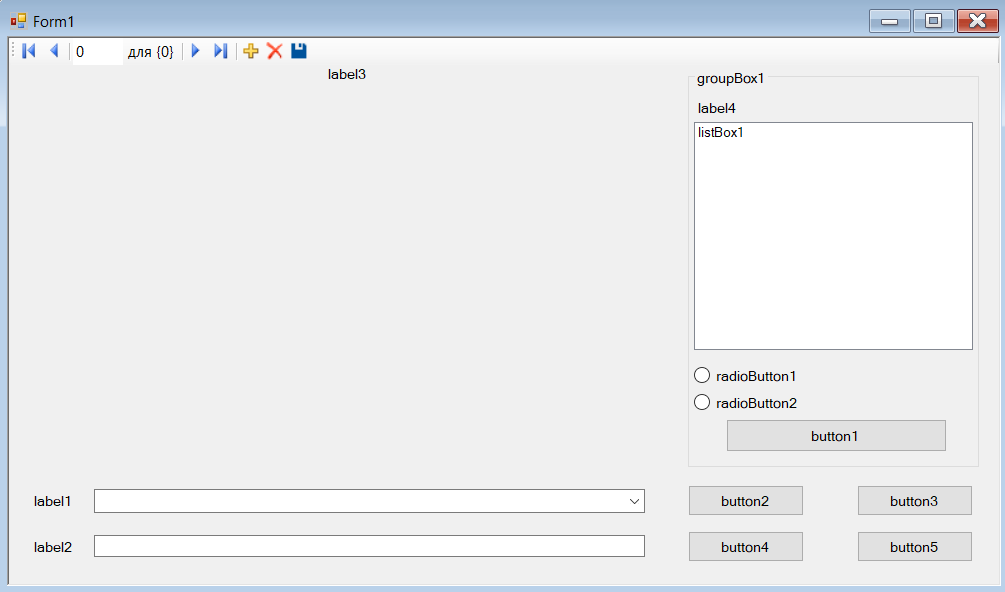 Form1
0 для {0}
label3
groupBox1
label4
listBox1
radioButton1
radioButton2
button1
label1
button2 button3
label2
button4 button5